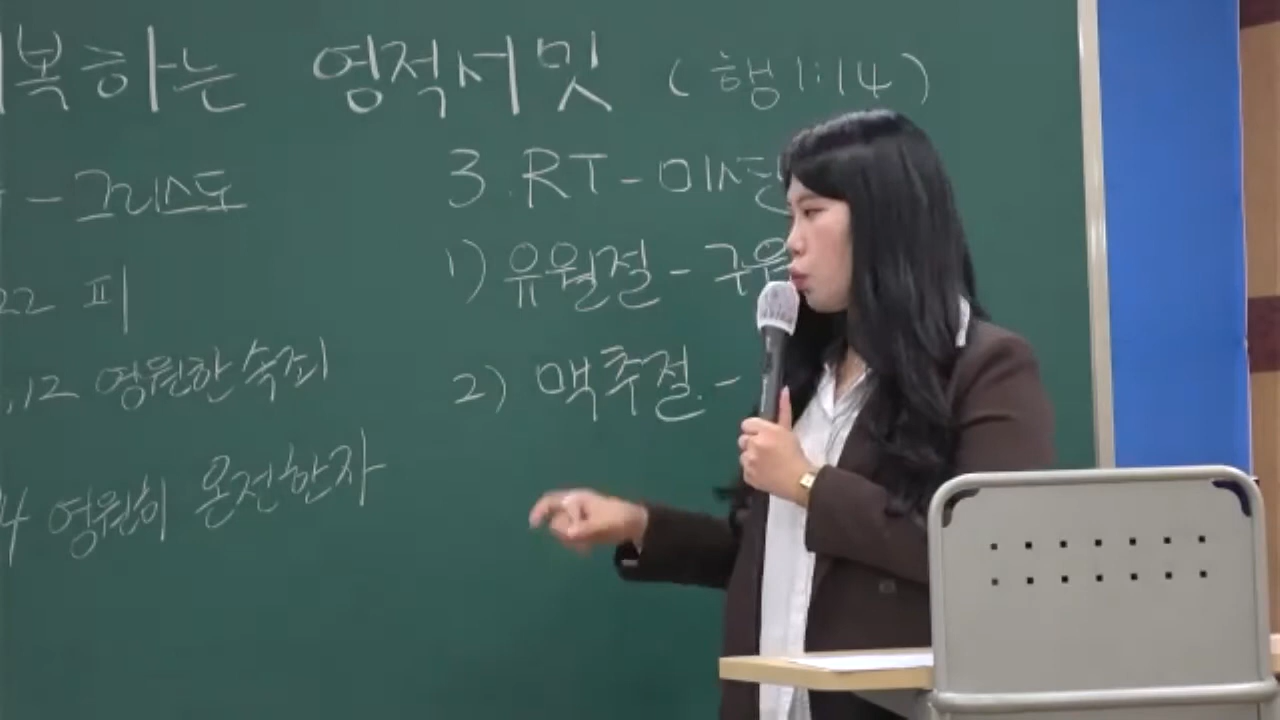 복하는 영적서밋 (행1:14)
- 그리스도
22 피
.12 영원한 속죄
4 영원히 온전한 자
3. RT - 미션
1) 유월절 - 구원
2) 맥추절 -